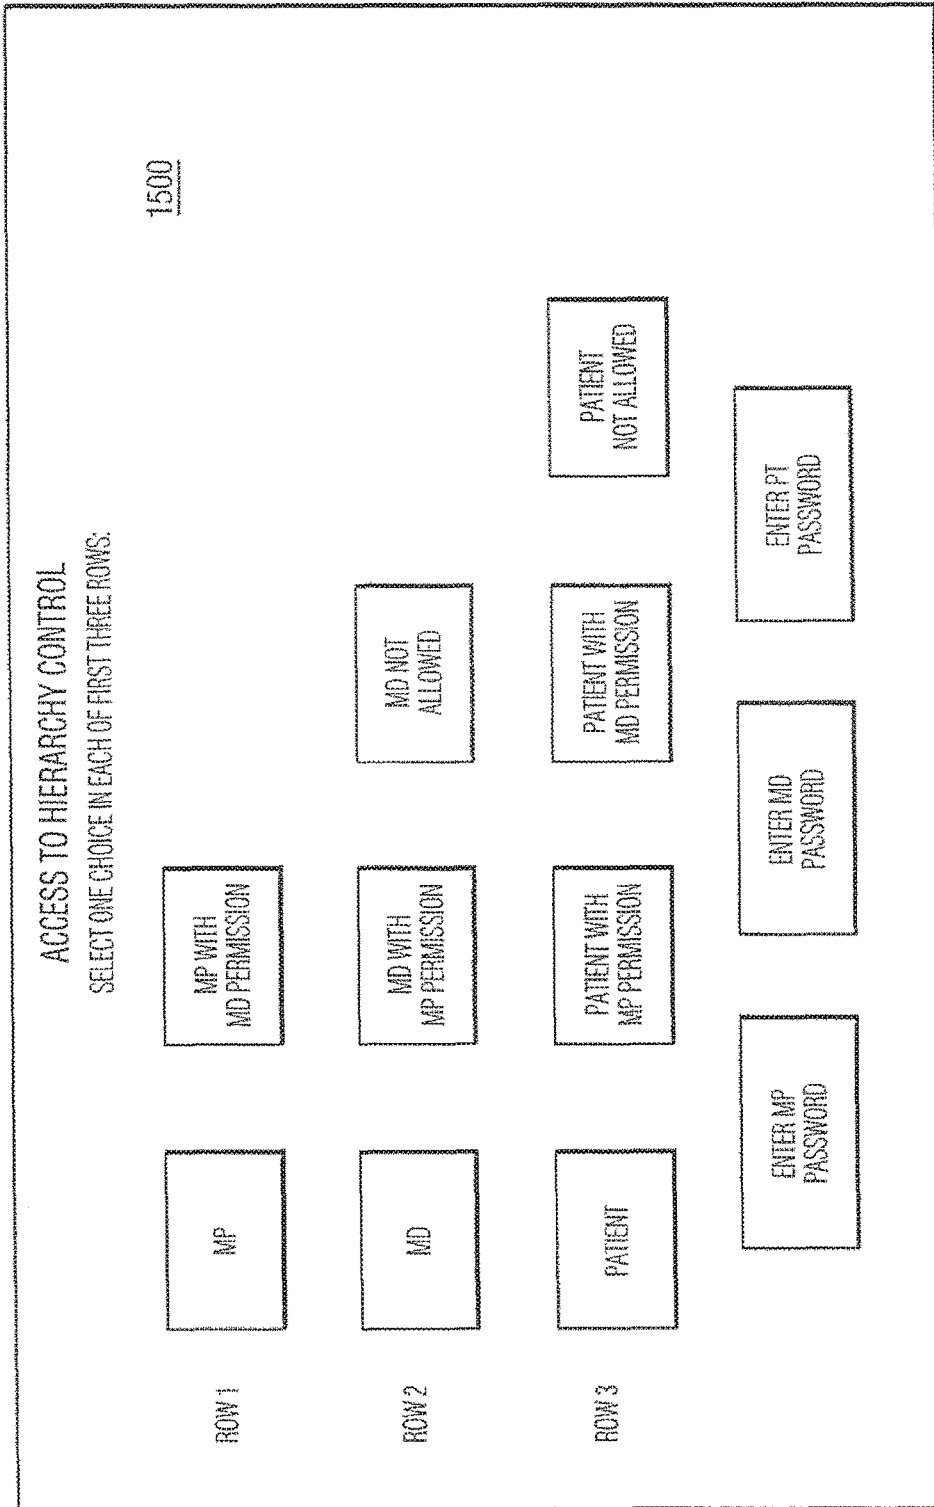 ACCESS TO HIERARCHY CONTROL
SELECT ONE CHOICE IN EACH OF FIRST THREE ROWS:
1500
ROW 1
MP
MP WITH
MD PERMISSION
ROW 2
MD
MD WITH
MP PERMISSION
MD NOT
ALLOWED
ROW 3
PATIENT
PATIENT WITH
MP PERMISSION
PATIENT WITH
MD PERMISSION
PATIENT
NOT ALLOWED
ENTER MP
PASSWORD
ENTER MD
PASSWORD
ENTER PT
PASSWORD